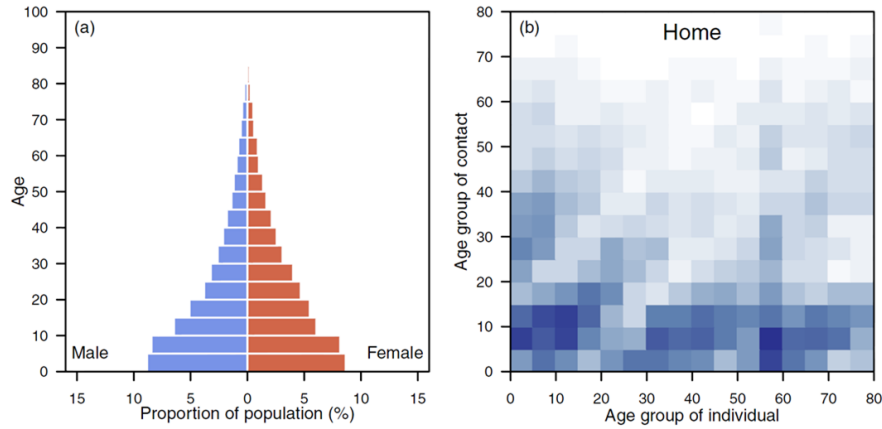 (a)
100
90
80
70
60
50
40
30
20
10
0
Age
Male
Female
15 10 5 0 5 10 15
Proportion of population (%)
(b)
Home
80
70
60
50
40
30
20
10
0
Age group of contact
0 10 20 30 40 50 60 70 80
Age group of individual